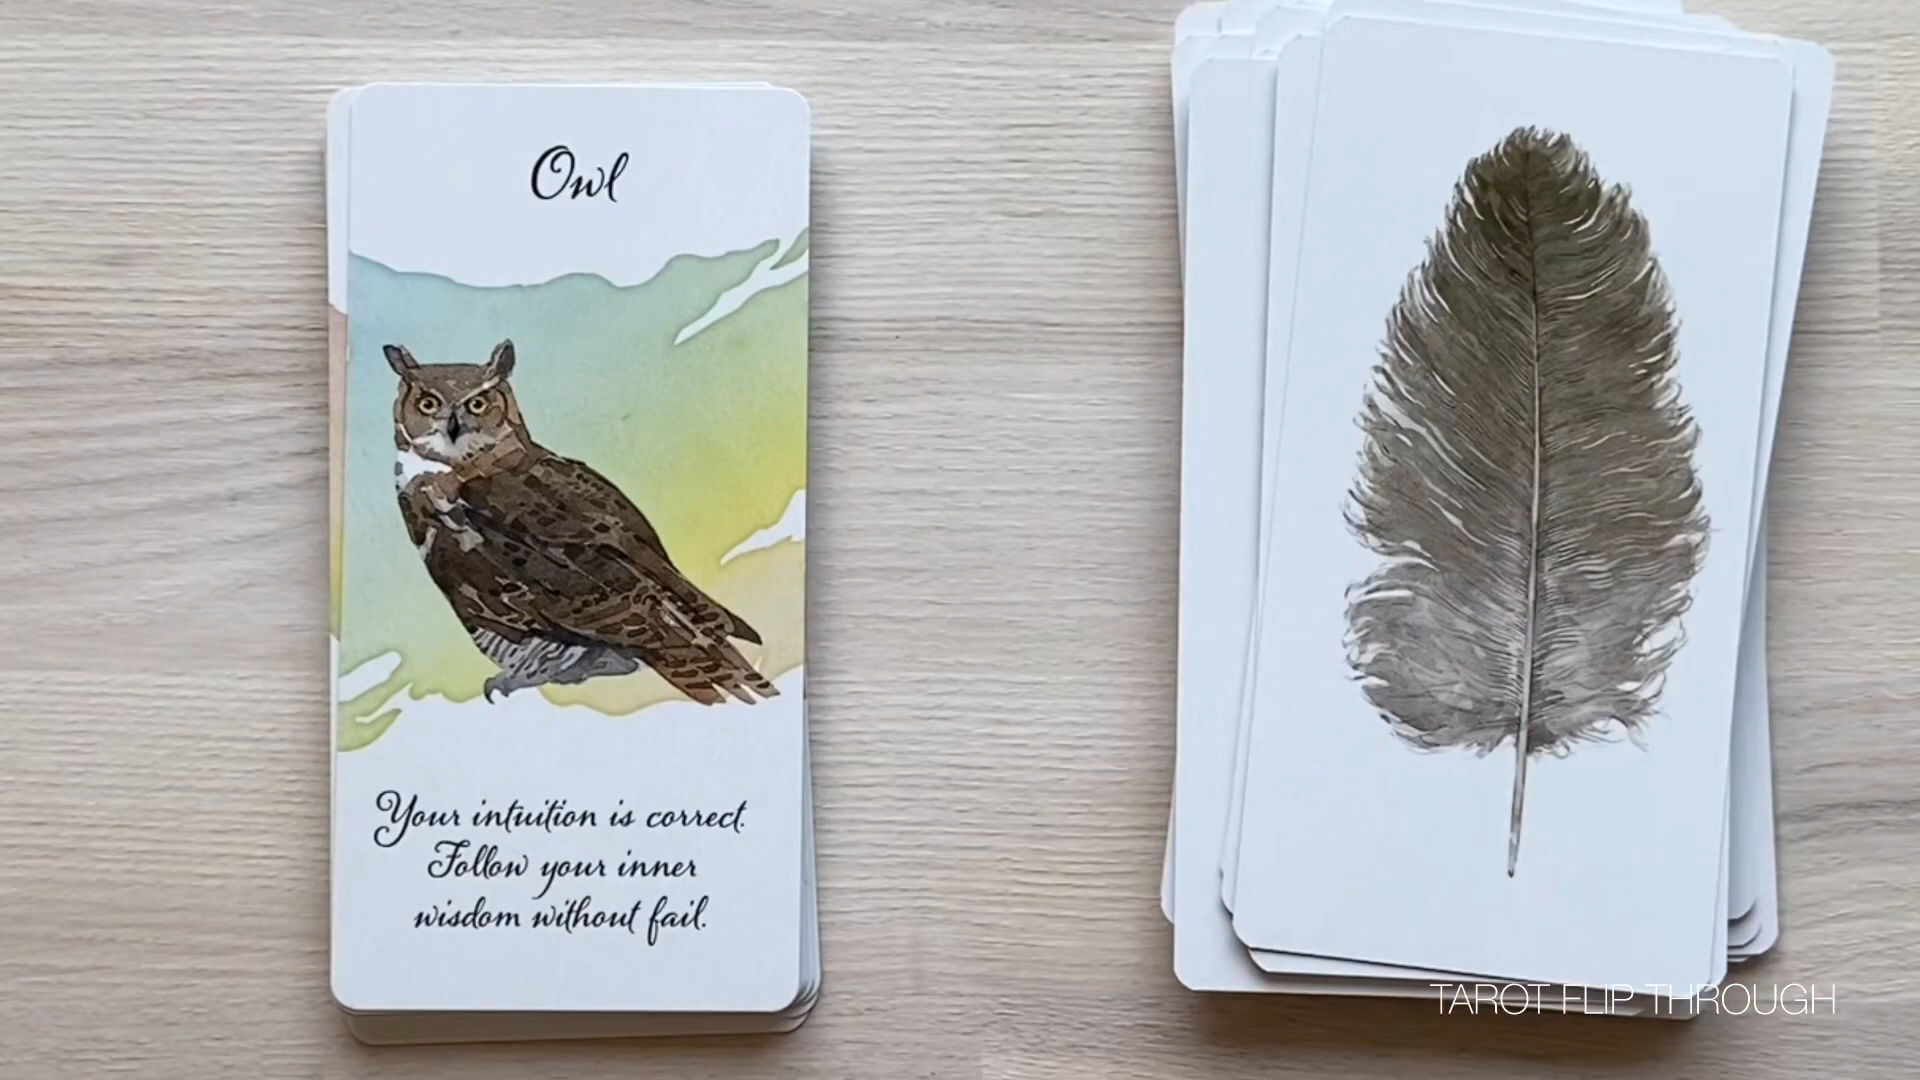 Owl
Your intuition is correct.
Follow your inner
wisdom without fail.
TAROT FLIP THROUGH